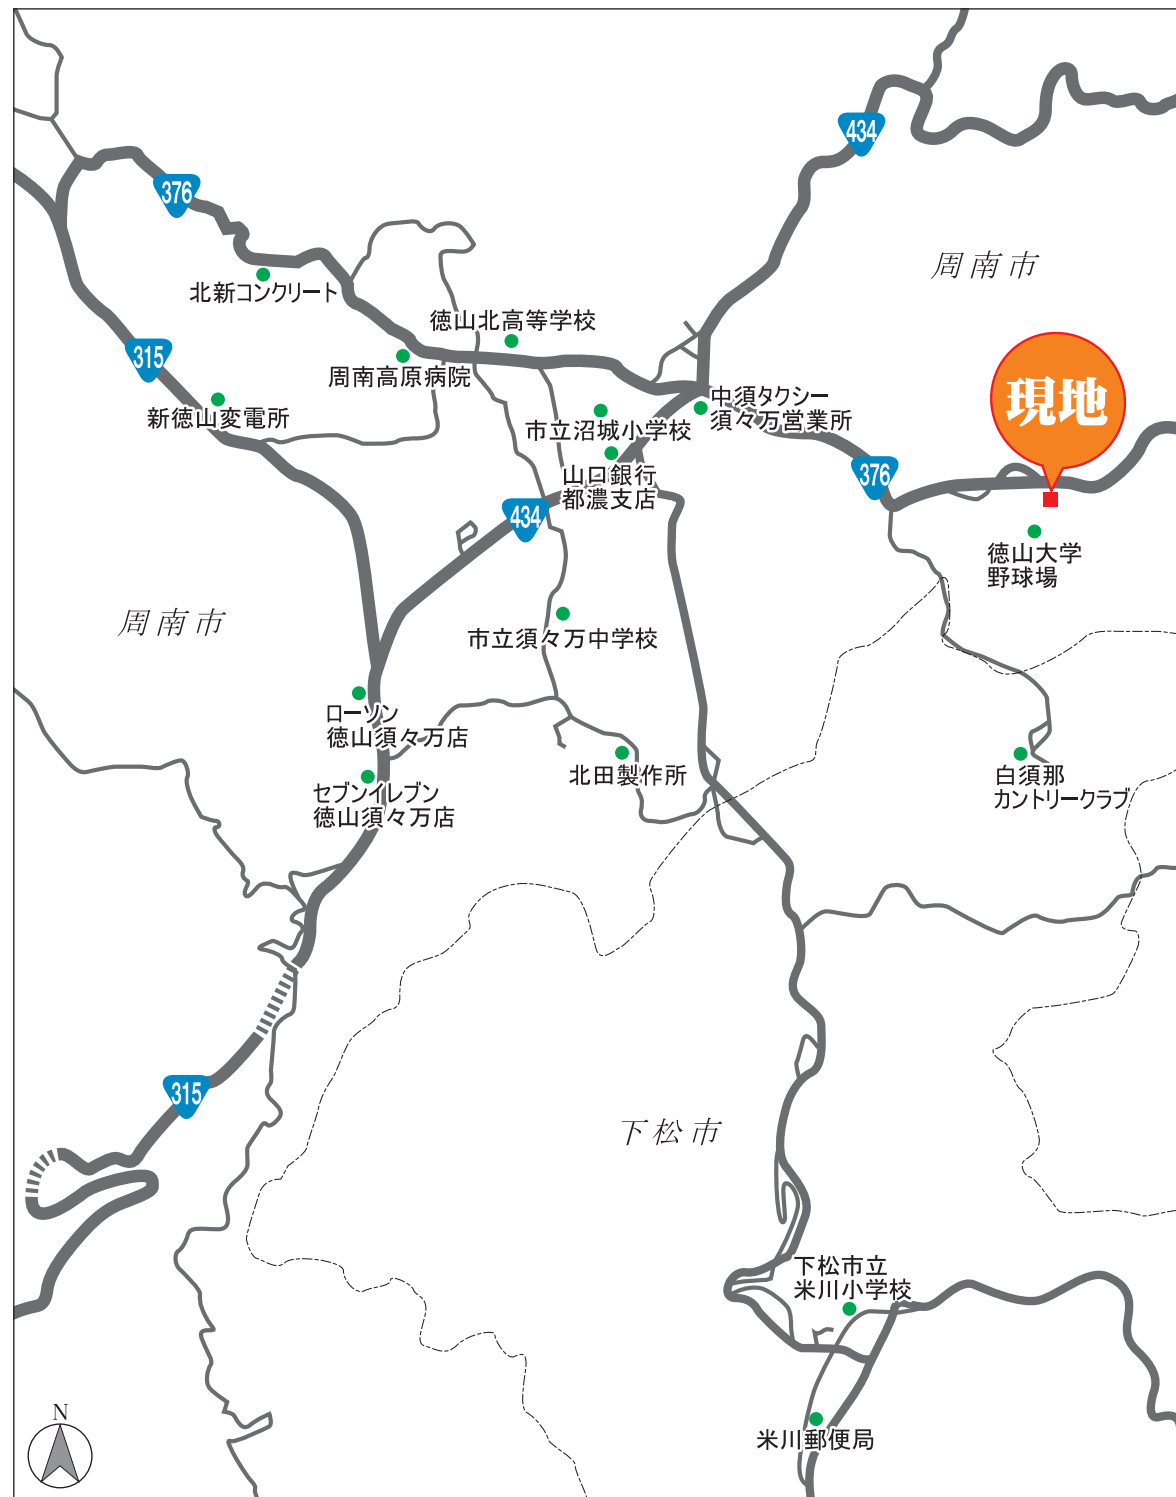 434
376
周南市
北新コンクリート
徳山北高等学校
315
周南高原病院
現地
中須タクシー
須々万営業所
新徳山変電所
市立沼城小学校
376
山口銀行
都濃支店
434
徳山大学
野球場
周南市
市立須々万中学校
ローソン
徳山須々万店
北田製作所
白須那
カントリークラブ
セブンイレブン
徳山須々万店
315
下松市
下松市立
米川小学校
N
米川郵便局